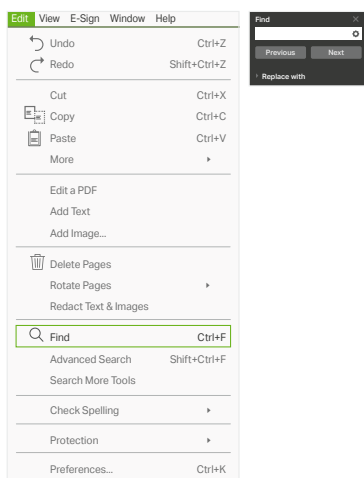 Edit View E-Sign Window Help
Undo Ctrl+Z
Redo Shift+Ctrl+Z
Cut Ctrl+X
Copy Ctrl+C
Paste Ctrl+V
More
Edit a PDF
Add Text
Add Image...
Delete Pages
Rotate Pages
Redact Text & Images
Find Ctrl+F
Advanced Search Shift+Ctrl+F
Search More Tools
Check Spelling
Protection
Preferences... Ctrl+K
Find
Previous Next
Replace with